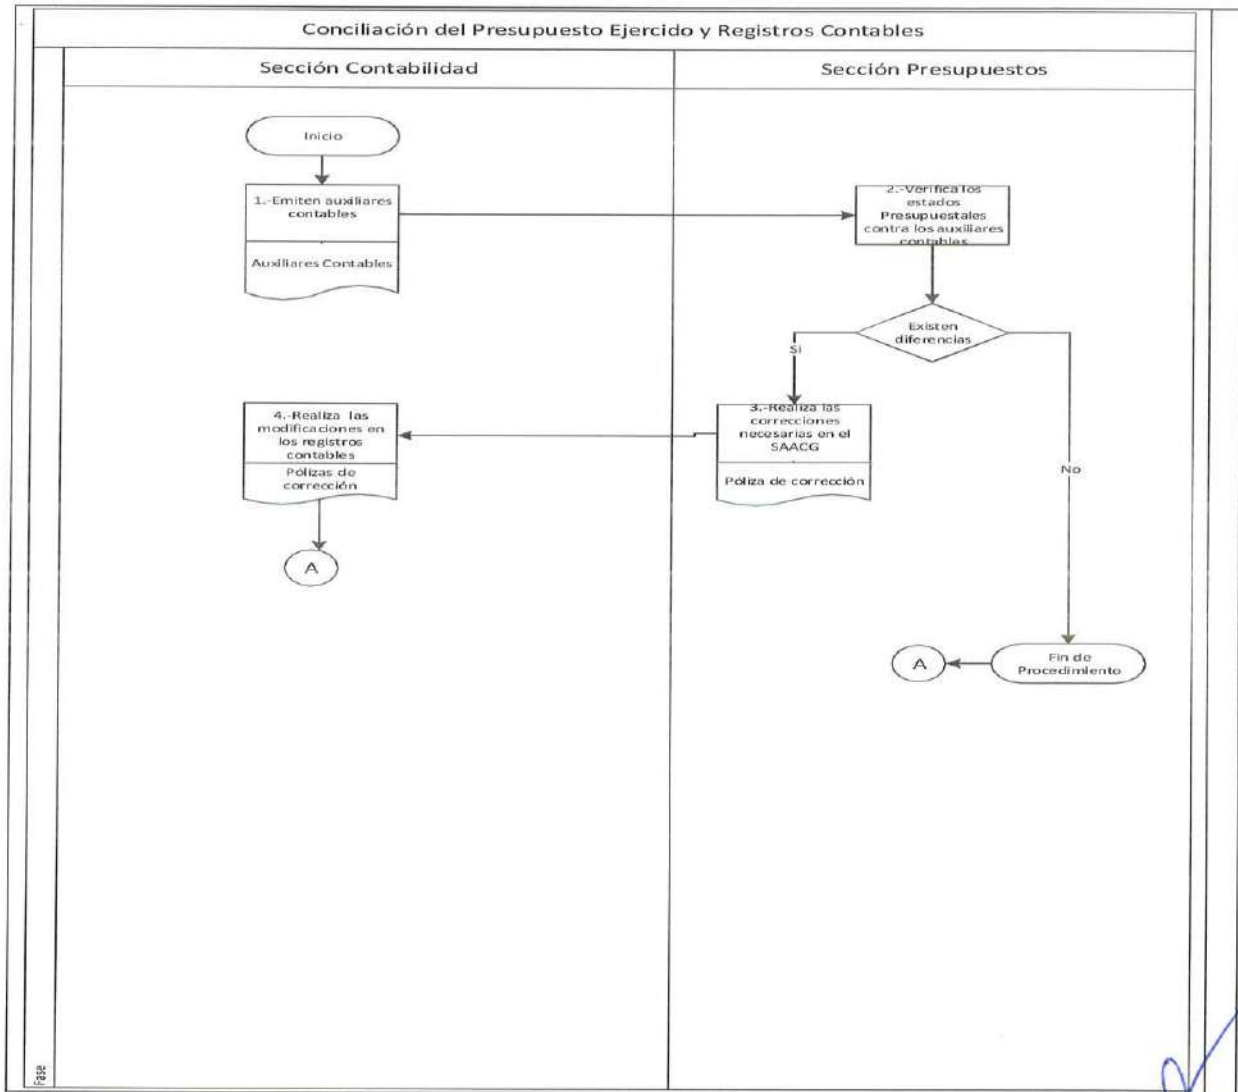 Conciliación del Presupuesto Ejercido y Registros Contables
Sección Contabilidad
Sección Presupuestos
Inicio
1.-Emiten auxiliares
contables
Auxiliares Contables
2.-Verifica los
estados
Presupuestales
contra los auxiliares
contables
Existen
diferencias
Si
No
3.-Realiza las
correcciones
necesarias en el
SAACG
Póliza de corrección
4.-Realiza las
modificaciones en
los registros
contables
Pólizas de
corrección
A
A
Fin de
Procedimiento
Fase